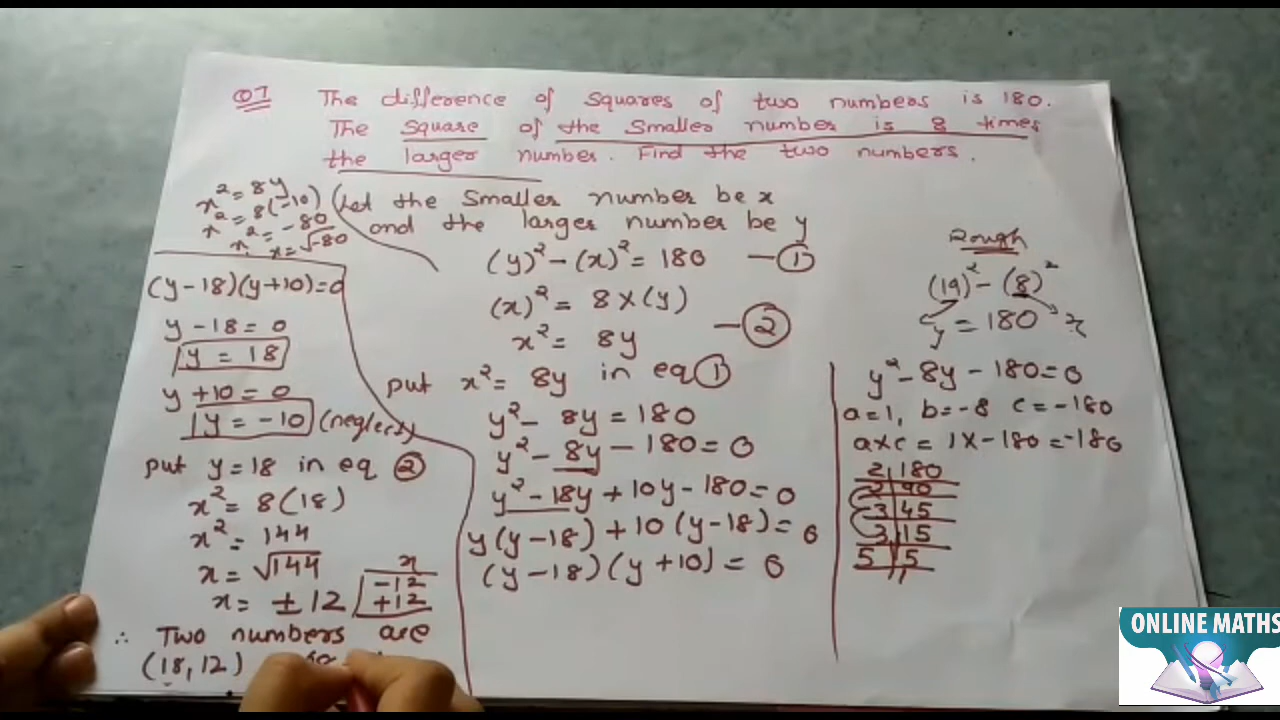 Q7 The difference of squares of two numbers is 180.
The square of the smaller number is 8 times
the larger number. Find the two numbers.
Let the smaller number be x
and the larger number be y
(y)² - (x)² = 180 — ①
(x)² = 8 × (y)
x² = 8y — ②
put x² = 8y in eq ①
y² - 8y = 180
y² - 8y - 180 = 0
y² - 18y + 10y - 180 = 0
y(y-18) + 10(y-18) = 0
(y-18)(y+10) = 0
x² = 8y
x² = 8(-10)
x² = -80
x = √-80
(y-18)(y+10) = 0
y - 18 = 0
y = 18
y + 10 = 0
y = -10 (neglect)
put y = 18 in eq ②
x² = 8(18)
x² = 144
x = √144
x = ± 12
x
-12
+12
∴ Two numbers are
(18, 12)
Rough
(19)² - (8)²
y = 180 x
y² - 8y - 180 = 0
a = 1, b = -8 c = -180
a×c = 1 × -180 = -180
2 | 180
2 | 90
3 | 45
3 | 15
5 | 5
ONLINE MATHS